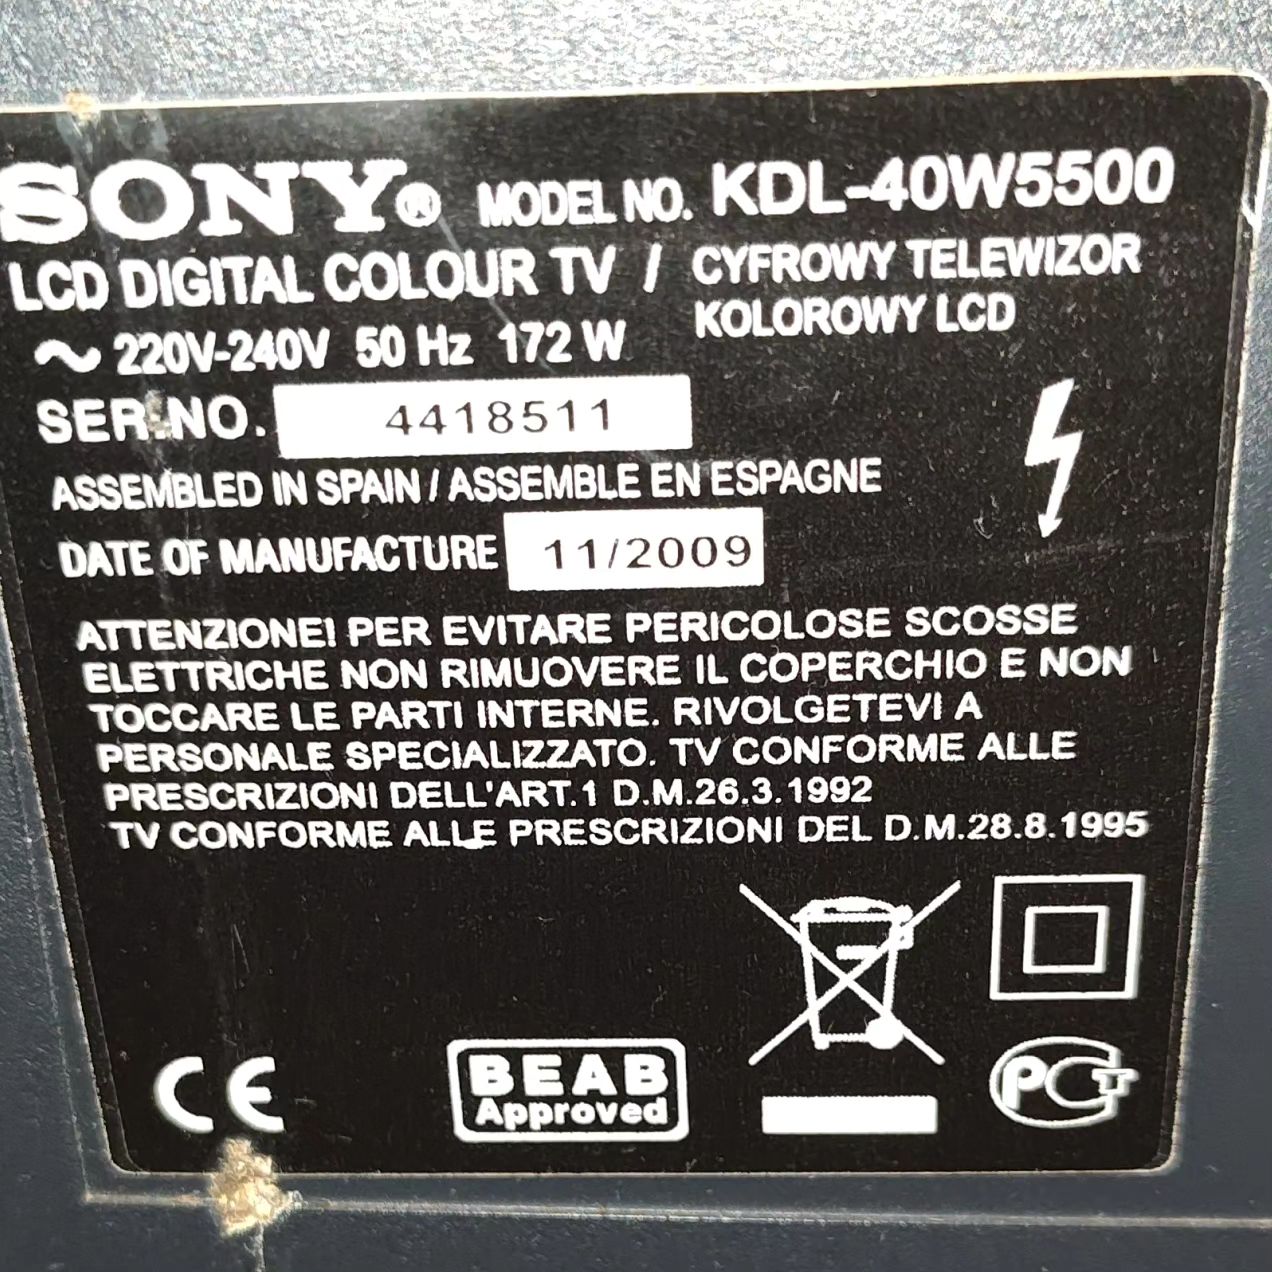 SONY® MODEL NO. KDL-40W5500
LCD DIGITAL COLOUR TV / CYFROWY TELEWIZOR
KOLOROWY LCD
~ 220V-240V 50 Hz 172 W
SER.NO. 4418511
ASSEMBLED IN SPAIN / ASSEMBLE EN ESPAGNE
DATE OF MANUFACTURE 11/2009
ATTENZIONE! PER EVITARE PERICOLOSE SCOSSE
ELETTRICHE NON RIMUOVERE IL COPERCHIO E NON
TOCCARE LE PARTI INTERNE. RIVOLGETEVI A
PERSONALE SPECIALIZZATO. TV CONFORME ALLE
PRESCRIZIONI DELL'ART.1 D.M.26.3.1992
TV CONFORME ALLE PRESCRIZIONI DEL D.M.28.8.1995
CE
BEAB
Approved
PCT